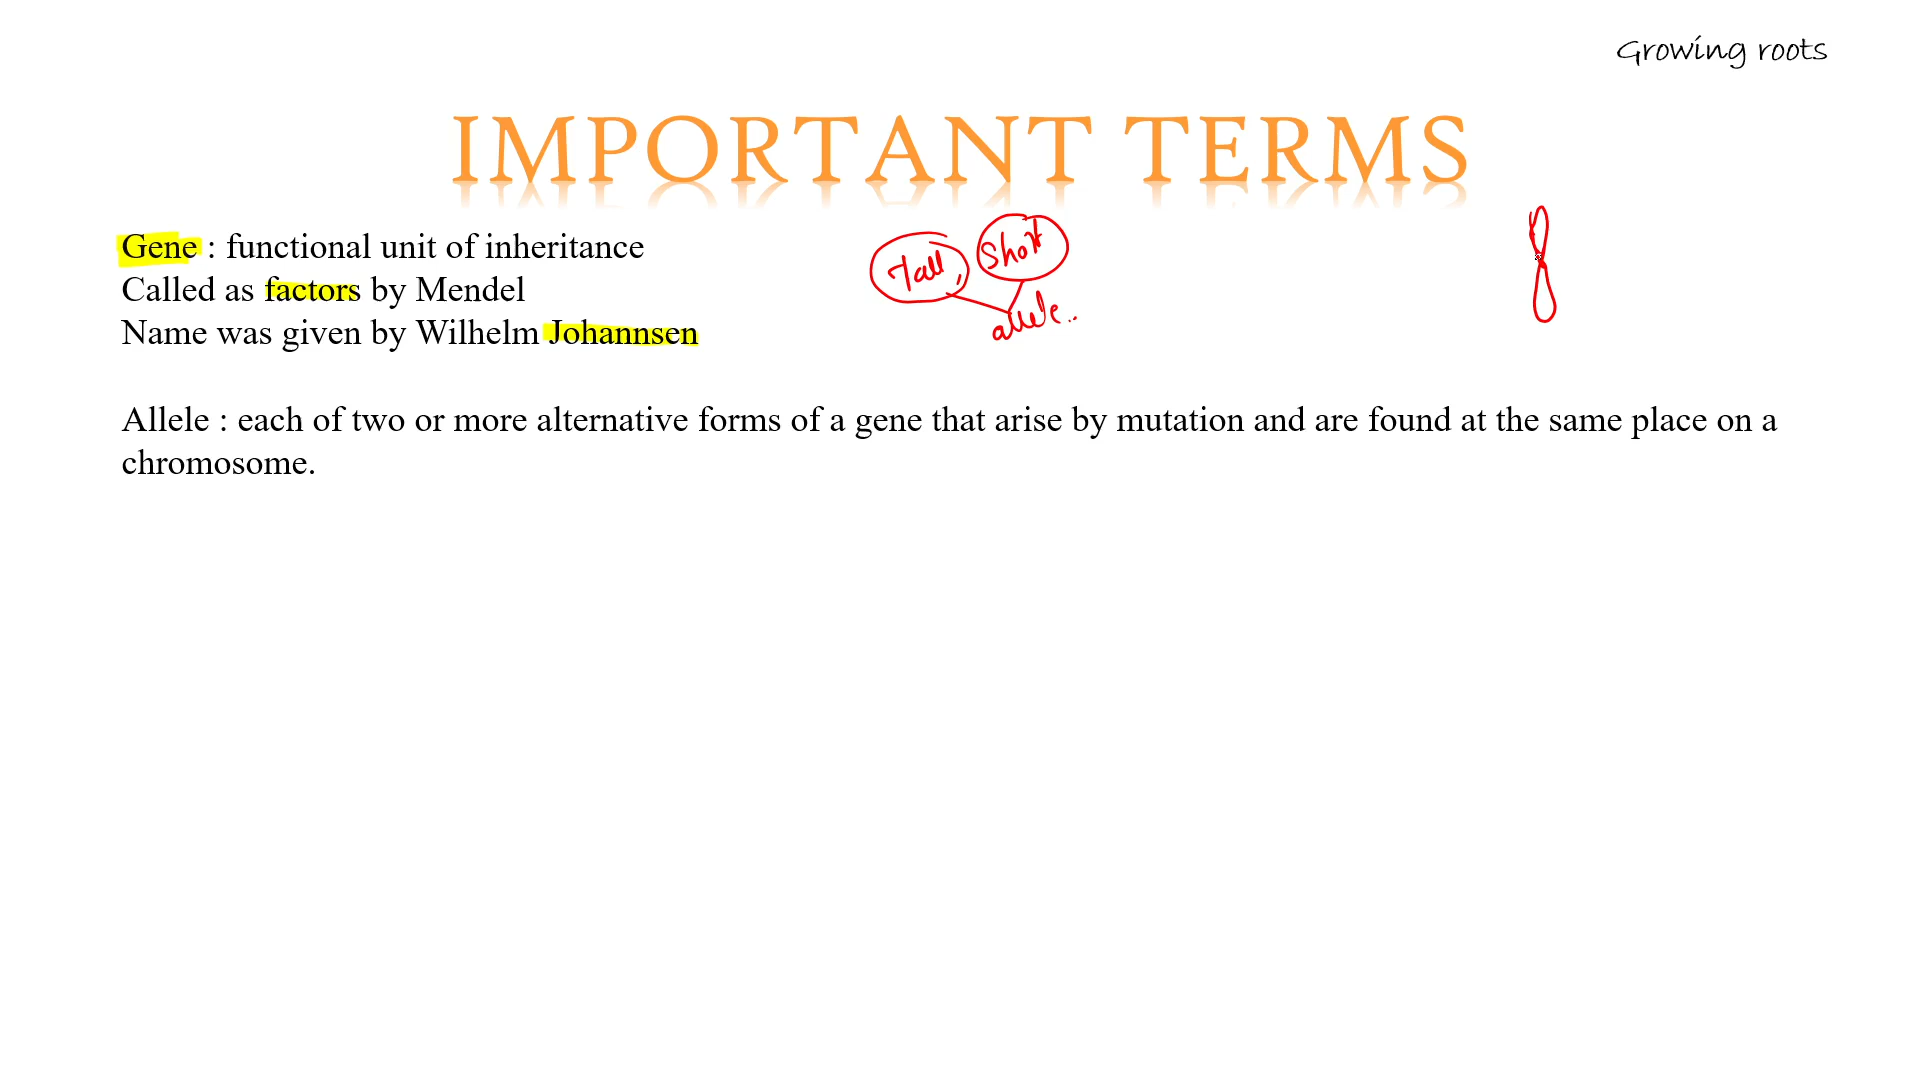 Growing roots
IMPORTANT TERMS
Gene : functional unit of inheritance
Called as factors by Mendel
Name was given by Wilhelm Johannsen
Tall, Short
allele..
Allele : each of two or more alternative forms of a gene that arise by mutation and are found at the same place on a
chromosome.